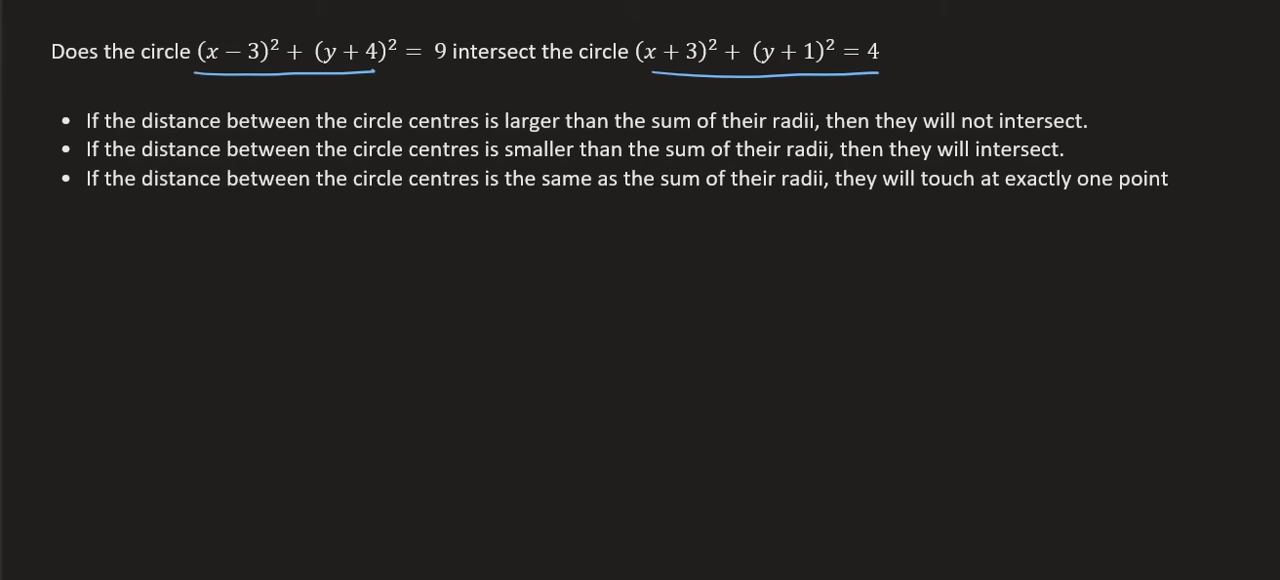 Does the circle (x − 3)² + (y + 4)² = 9 intersect the circle (x + 3)² + (y + 1)² = 4
• If the distance between the circle centres is larger than the sum of their radii, then they will not intersect.
• If the distance between the circle centres is smaller than the sum of their radii, then they will intersect.
• If the distance between the circle centres is the same as the sum of their radii, they will touch at exactly one point